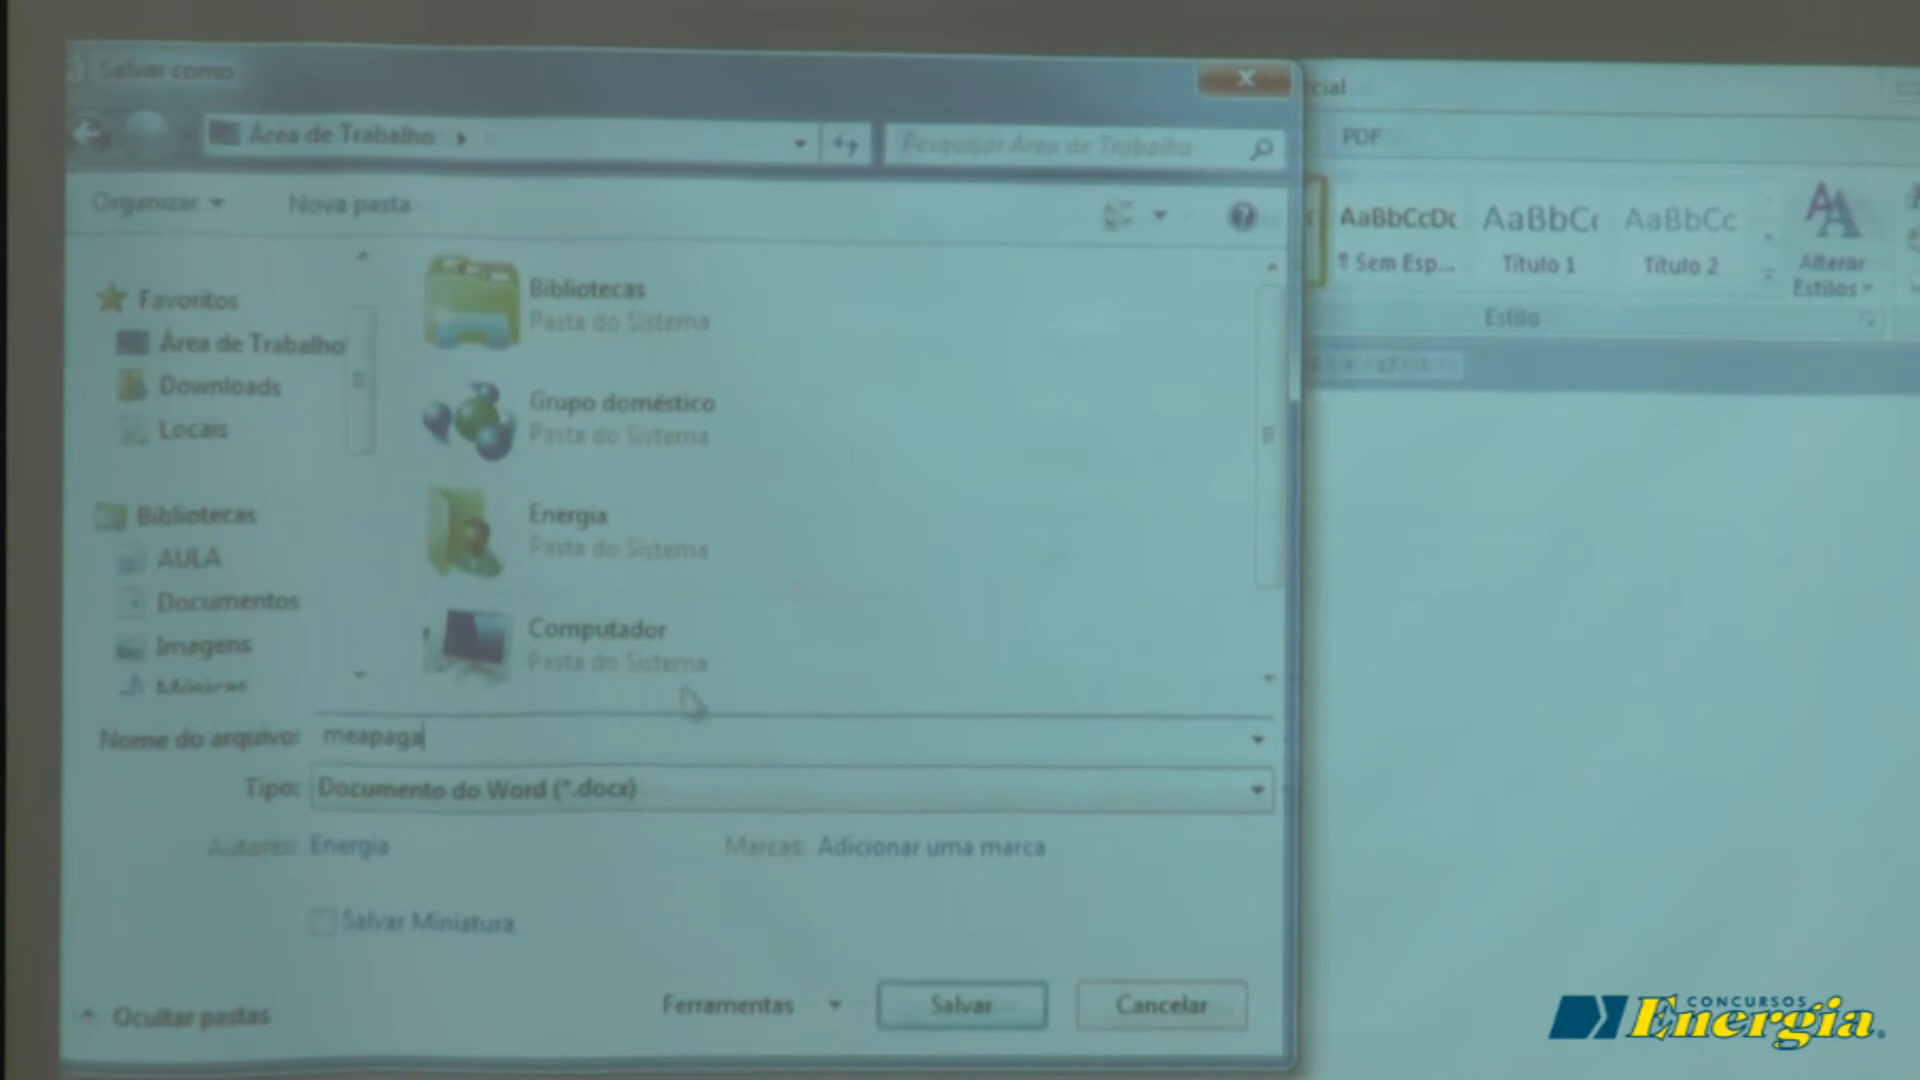 Salvar como
Área de Trabalho
Pesquisar Área de Trabalho
Organizar
Nova pasta
Favoritos
Área de Trabalho
Downloads
Locais
Bibliotecas
AULA
Documentos
Imagens
Músicas
Bibliotecas
Pasta do Sistema
Grupo doméstico
Pasta do Sistema
Energia
Pasta do Sistema
Computador
Pasta do Sistema
Nome do arquivo: meapaga
Tipo: Documento do Word (*.docx)
Autores: Energia
Marcas: Adicionar uma marca
Salvar Miniatura
Ocultar pastas
Ferramentas
Salvar
Cancelar
rcial
PDF
AaBbCcDc
AaBbC
AaBbCc
¶ Sem Esp...
Título 1
Título 2
Alterar
Estilos
Estilo
17
CONCURSOS
Energia